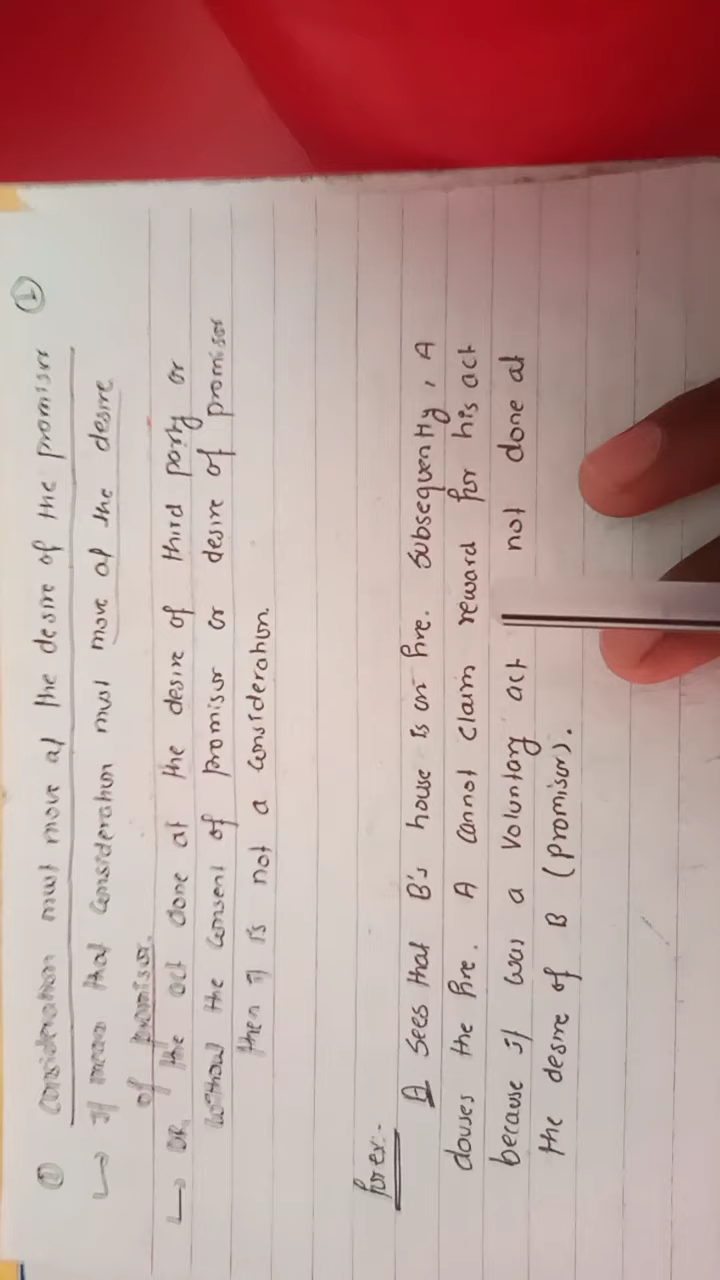 ① Consideration must move at the desire of the promisor ①
↳ It means that Consideration must move at the desire
of promisor.
↳ OR, the act done at the desire of third party or
without the consent of promisor or desire of promisor
then it is not a consideration.
for ex:-
A sees that B's house is on fire. Subsequently, A
douses the fire. A Cannot claim reward for his act
because it was a Voluntary act not done at
the desire of B (promisor).